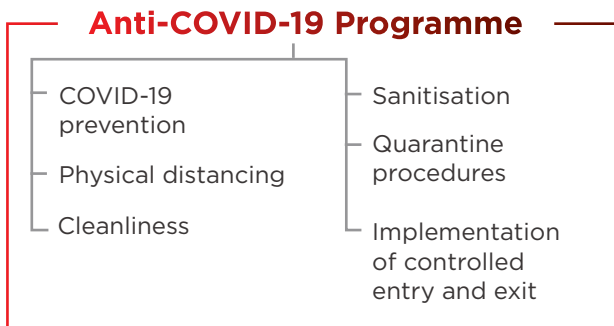 Anti-COVID-19 Programme
COVID-19
prevention
Physical distancing
Cleanliness
Sanitisation
Quarantine
procedures
Implementation
of controlled
entry and exit